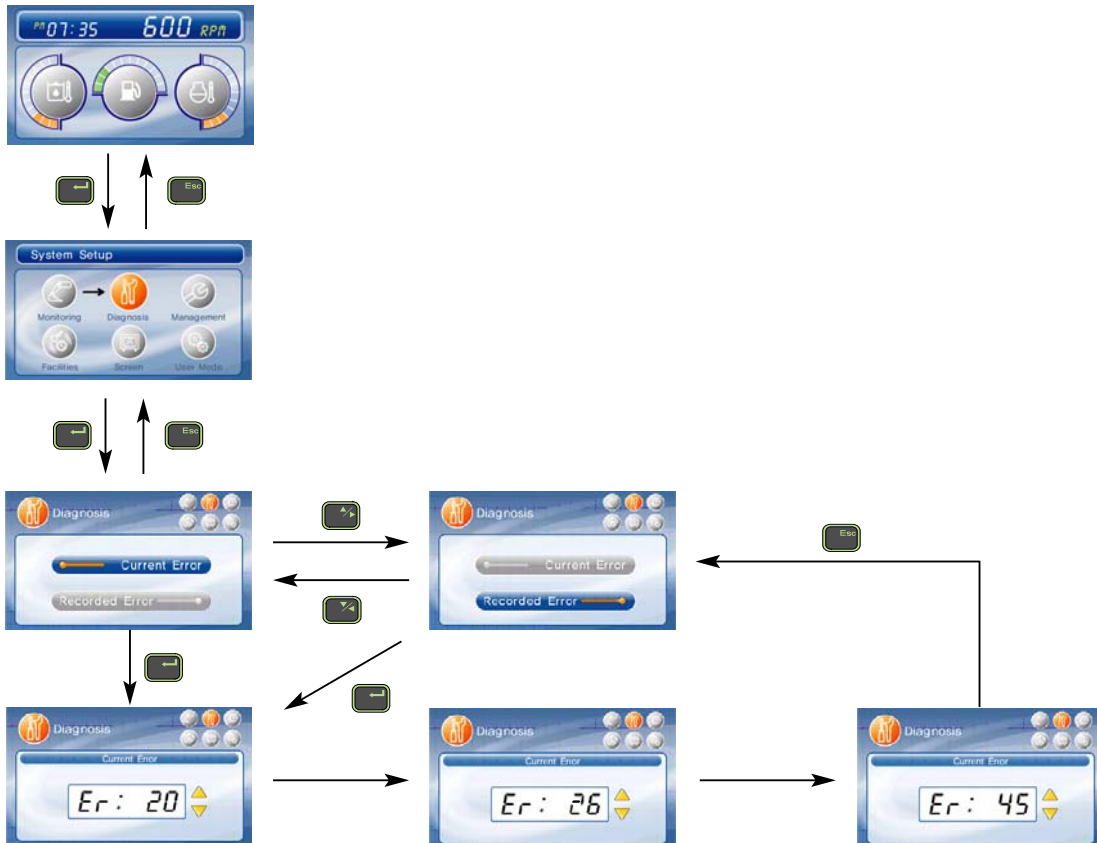 PM 07:35 600 RPM
Esc
System Setup
Monitoring Diagnosis Management
Facilities Screen User Mode
Esc
Diagnosis
Current Error
Recorded Error
Diagnosis
Current Error
Recorded Error
Esc
Diagnosis
Current Error
Er: 20
Diagnosis
Current Error
Er: 26
Diagnosis
Current Error
Er: 45